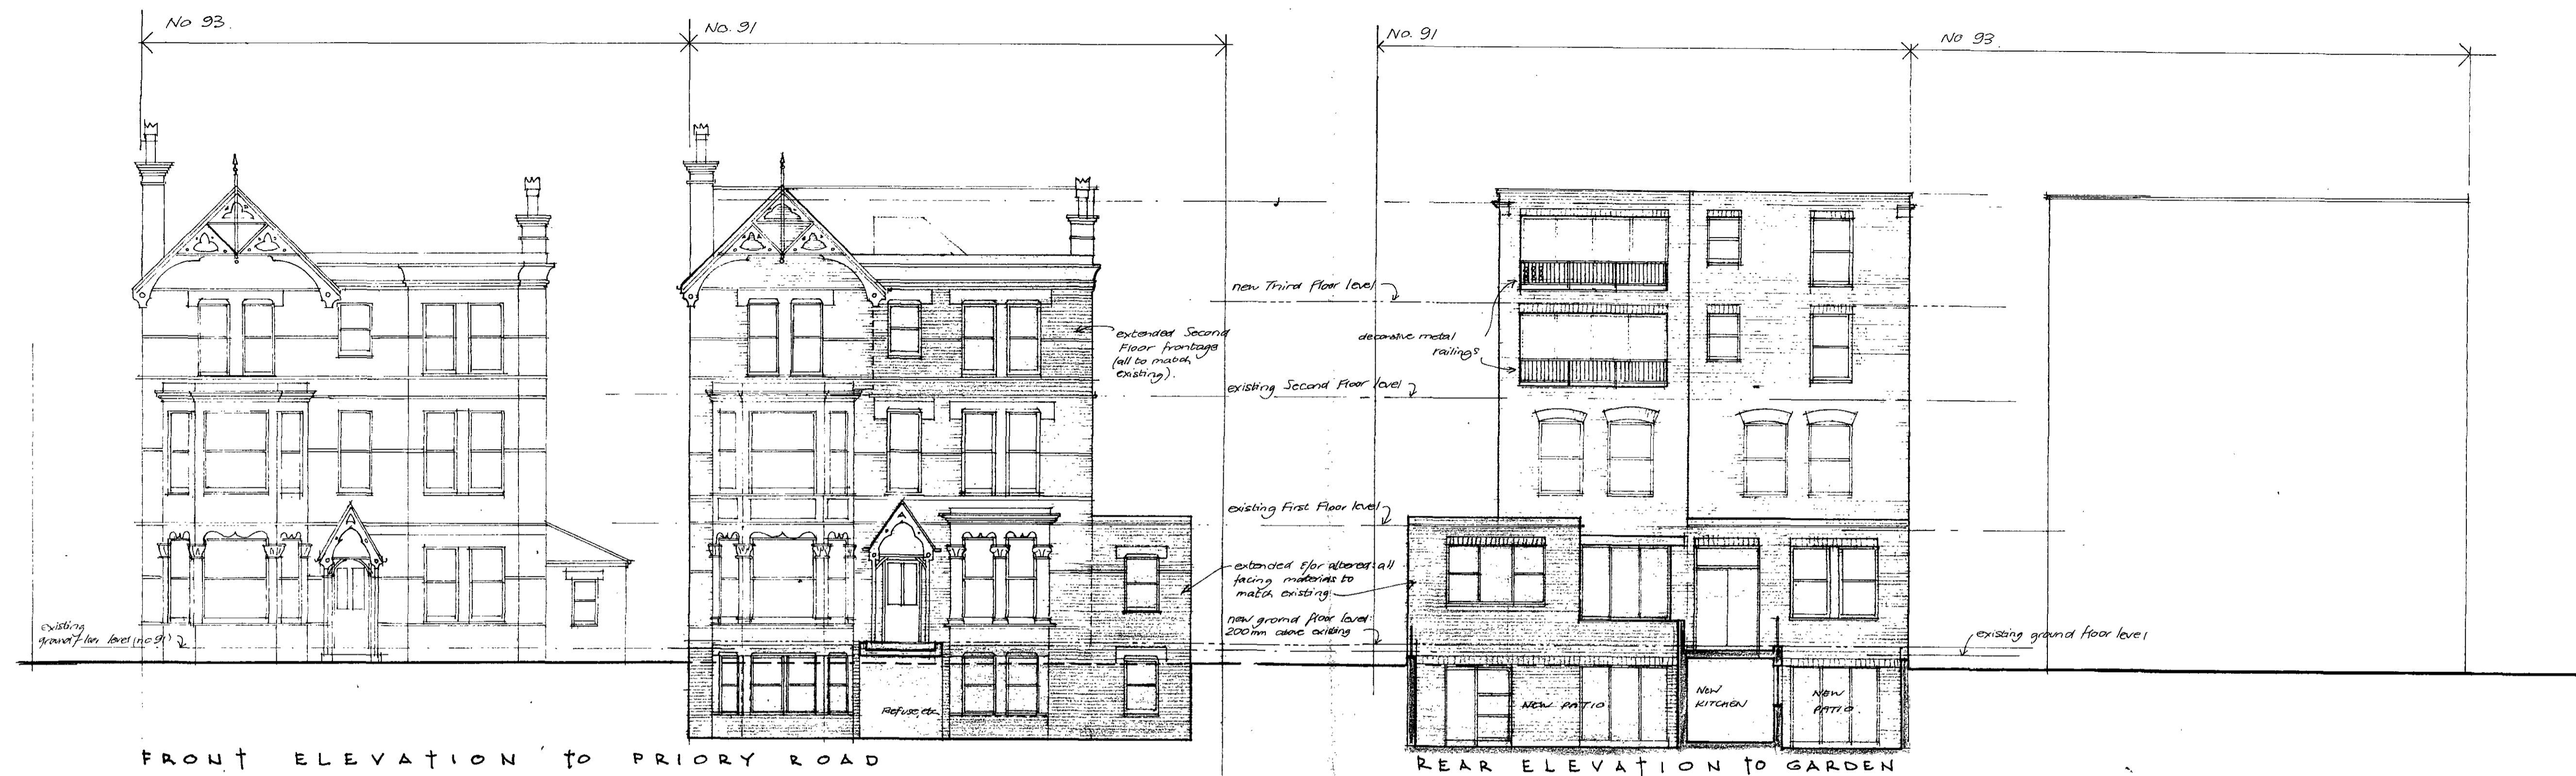 No 93.
No. 91
No. 91
No 93.
new Third Floor level
extended Second
Floor frontage
(all to match
existing).
decorative metal
railings
existing Second Floor level
existing First Floor level
extended &/or altered: all
facing materials to
match existing
new ground floor level:
200mm above existing
existing
ground floor level (no 91)
existing ground floor level
Refuse, etc.
NEW PATIO
NEW
KITCHEN
NEW
PATIO.
FRONT ELEVATION to PRIORY ROAD
REAR ELEVATION to GARDEN